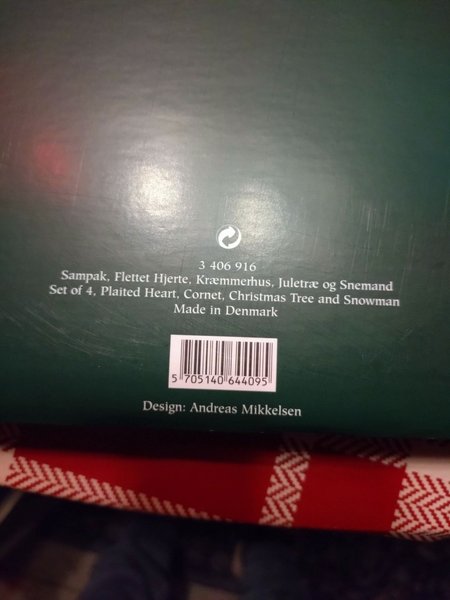 3 406 916
Sampak, Flettet Hjerte, Kræmmerhus, Juletræ og Snemand
Set of 4, Plaited Heart, Cornet, Christmas Tree and Snowman
Made in Denmark
5 705140 644095
Design: Andreas Mikkelsen